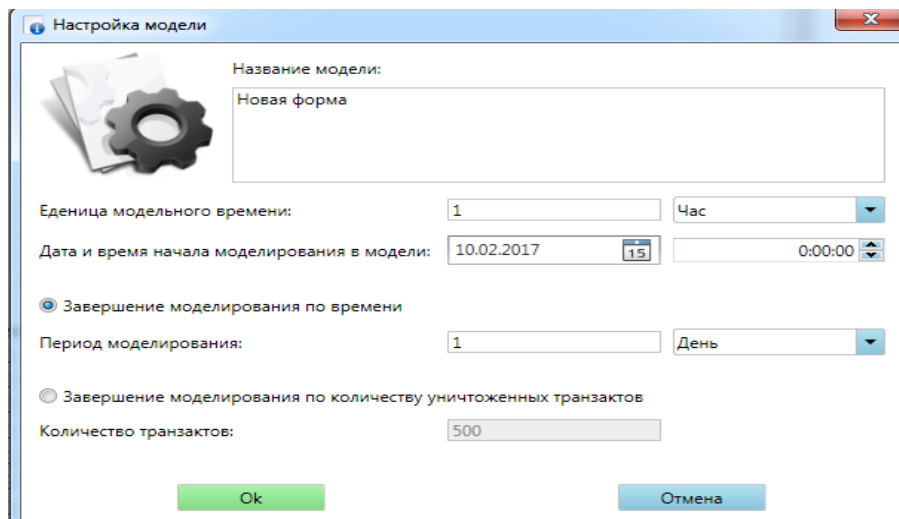 Настройка модели
Название модели:
Новая форма
Еденица модельного времени: 1 Час
Дата и время начала моделирования в модели: 10.02.2017 15 0:00:00
Завершение моделирования по времени
Период моделирования: 1 День
Завершение моделирования по количеству уничтоженных транзактов
Количество транзактов: 500
Ok Отмена